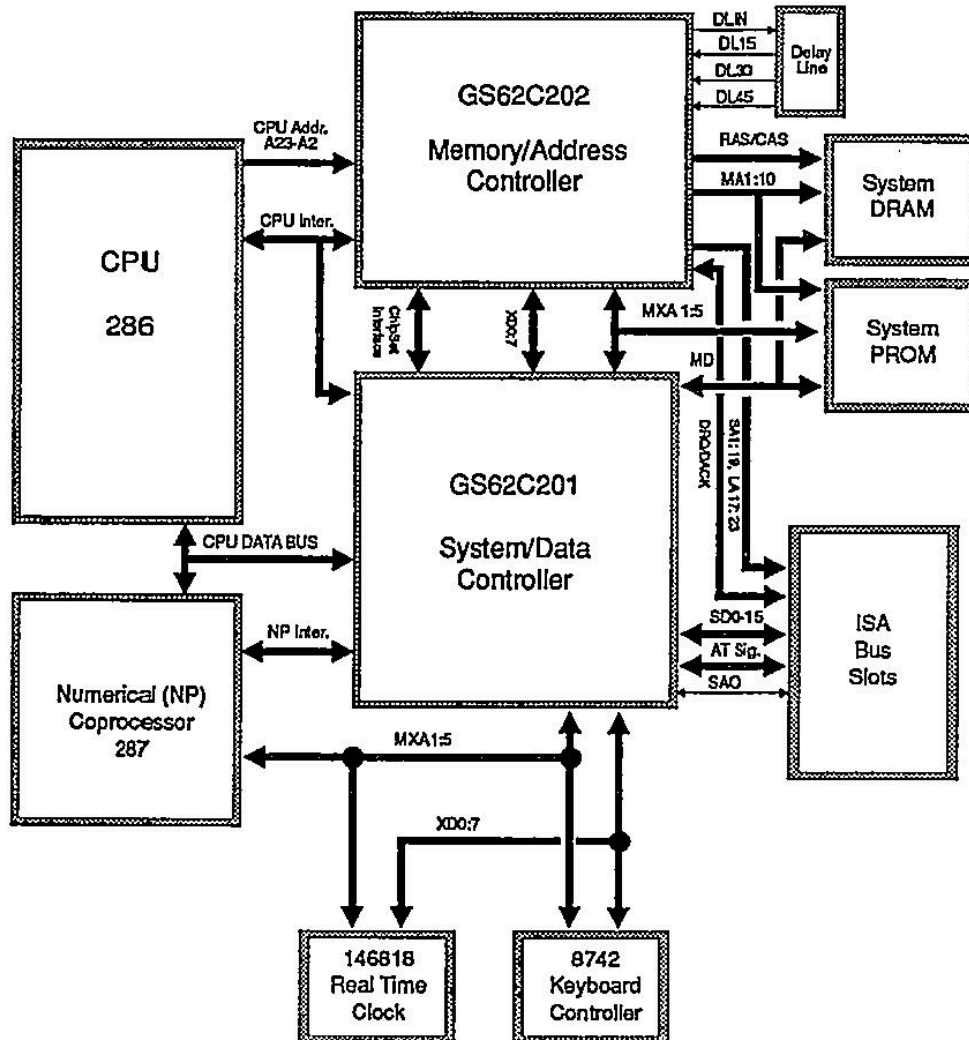 DLIN
DL15
DL30
DL45
Delay
Line
GS62C202
Memory/Address
Controller
CPU Addr.
A23-A2
CPU Inter.
RAS/CAS
MA1:10
System
DRAM
CPU
286
ChipSet
Interface
XD0:7
MXA 1:5
MD
System
PROM
DRQ/DACK
SA1:19, LA 17:23
GS62C201
System/Data
Controller
CPU DATA BUS
NP Inter.
Numerical (NP)
Coprocessor
287
SD0-15
AT Sig.
SAO
ISA
Bus
Slots
MXA1:5
XD0:7
146818
Real Time
Clock
8742
Keyboard
Controller